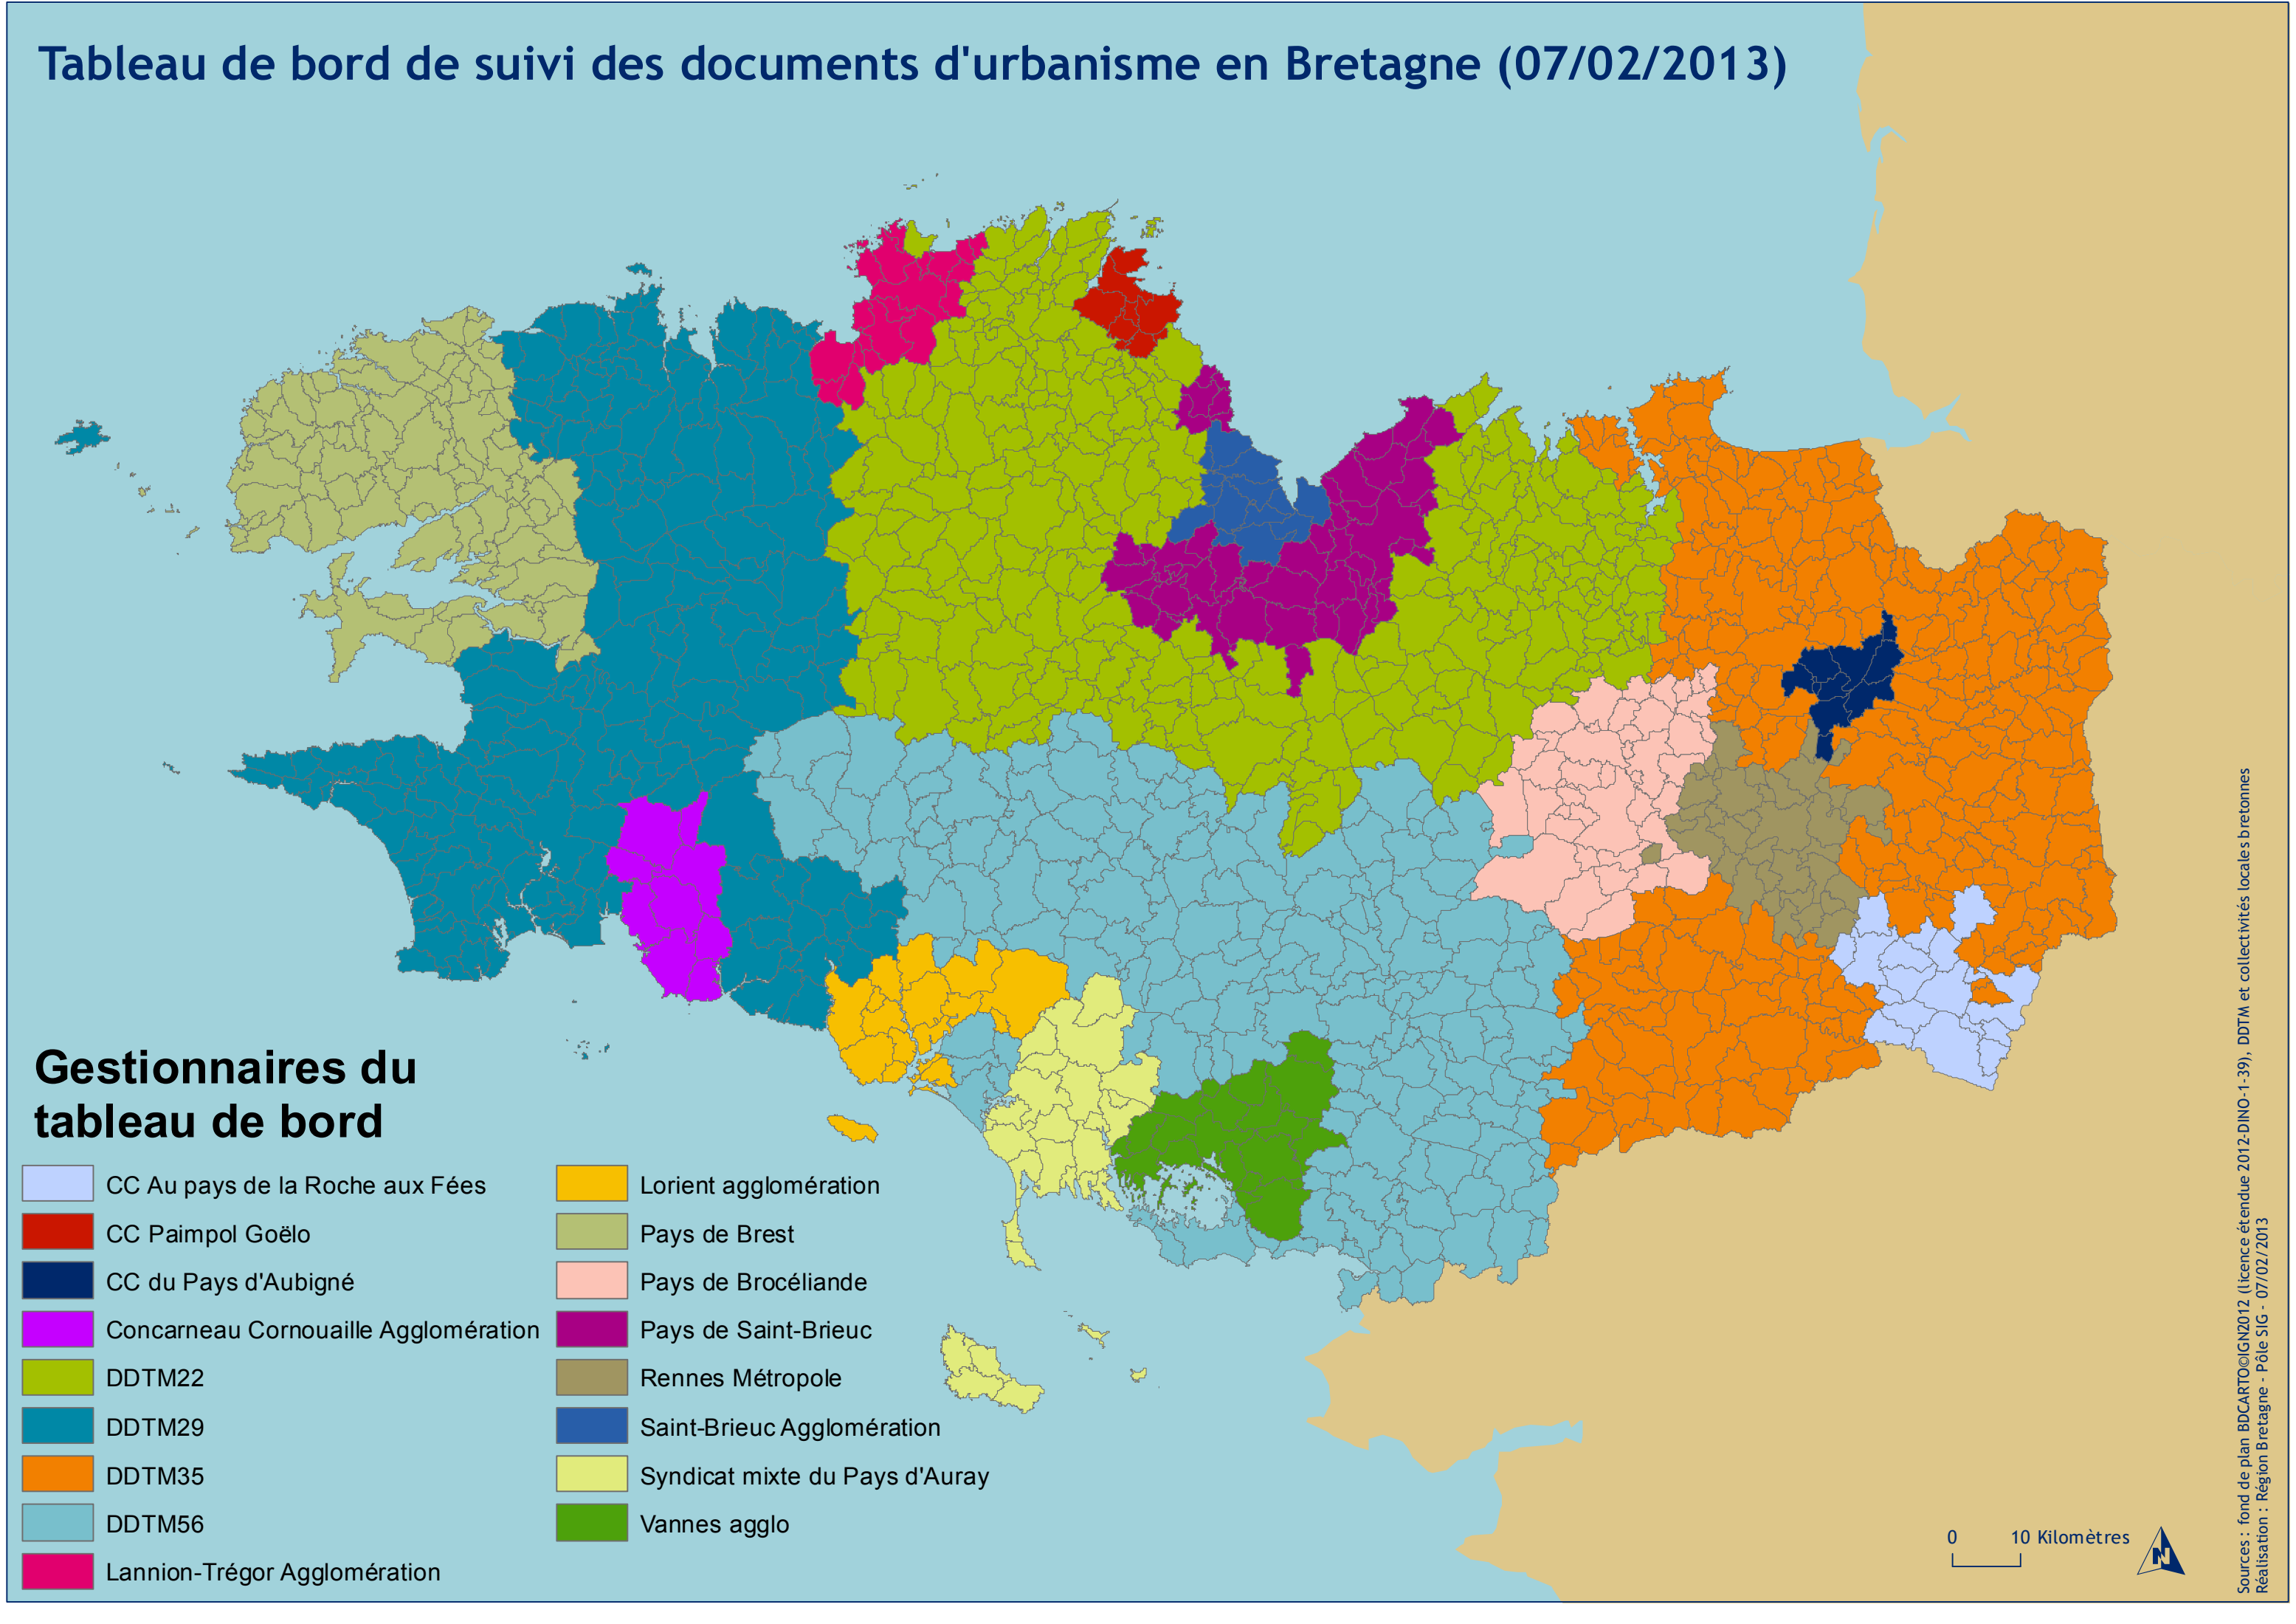 Tableau de bord de suivi des documents d'urbanisme en Bretagne (07/02/2013)
Gestionnaires du
tableau de bord
CC Au pays de la Roche aux Fées
CC Paimpol Goëlo
CC du Pays d'Aubigné
Concarneau Cornouaille Agglomération
DDTM22
DDTM29
DDTM35
DDTM56
Lannion-Trégor Agglomération
Lorient agglomération
Pays de Brest
Pays de Brocéliande
Pays de Saint-Brieuc
Rennes Métropole
Saint-Brieuc Agglomération
Syndicat mixte du Pays d'Auray
Vannes agglo
0 10 Kilomètres
N
Sources : fond de plan BDCARTO©IGN2012 (licence étendue 2012-DINO-1-39), DDTM et collectivités locales bretonnes
Réalisation : Région Bretagne - Pôle SIG - 07/02/2013